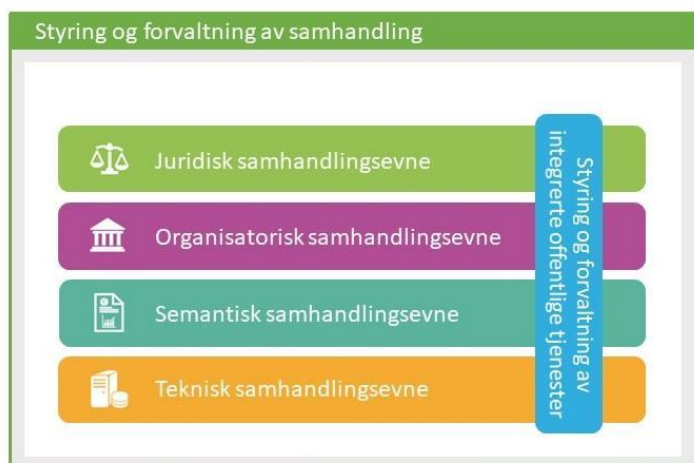 Styring og forvaltning av samhandling
Juridisk samhandlingsevne
Organisatorisk samhandlingsevne
Semantisk samhandlingsevne
Teknisk samhandlingsevne
Styring og forvaltning av
integrerte offentlige tjenester